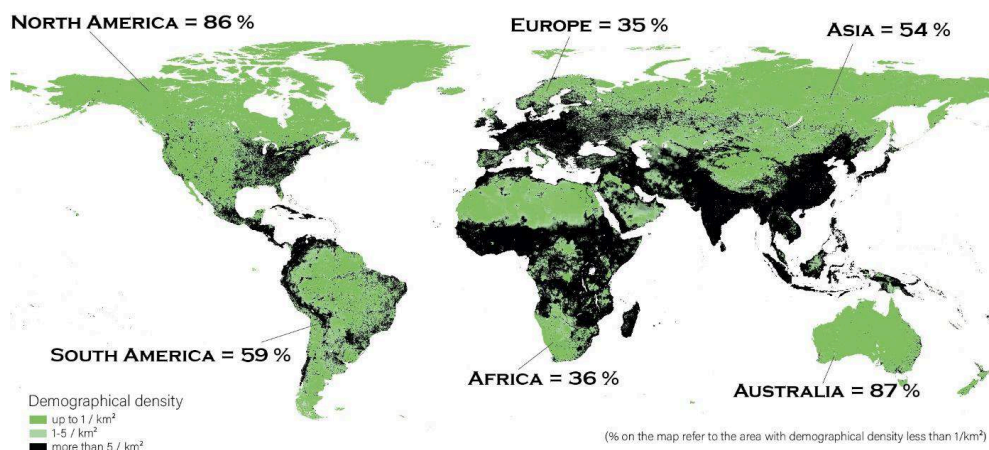 NORTH AMERICA = 86 %
EUROPE = 35 %
ASIA = 54 %
SOUTH AMERICA = 59 %
AFRICA = 36 %
AUSTRALIA = 87 %
Demographical density
up to 1 / km²
1-5 / km²
more than 5 / km²
(% on the map refer to the area with demographical density less than 1/km²)